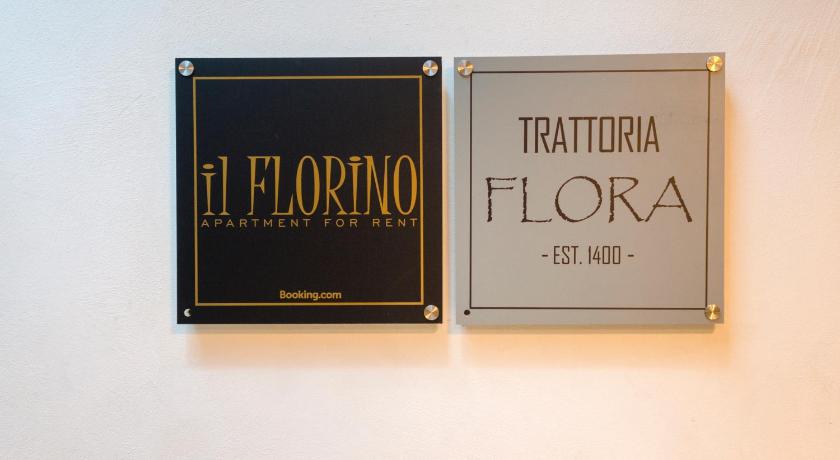 il FLORiNO
APARTMENT FOR RENT
Booking.com
TRATTORIA
FLORA
- EST. 1400 -